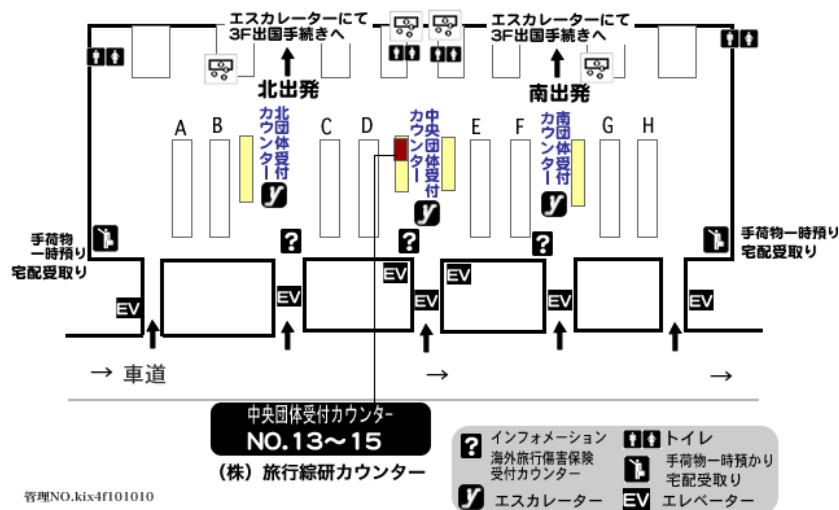 エスカレーターにて
3F出国手続きへ
エスカレーターにて
3F出国手続きへ
北出発
南出発
A
B
北団体受付
カウンター
C
D
中央団体受付
カウンター
E
F
南団体受付
カウンター
G
H
y
y
y
手荷物
一時預り
宅配受取り
?
?
?
手荷物一時預り
宅配受取り
EV
EV
EV
EV
EV
EV
EV
→ 車道
→
→
中央団体受付カウンター
NO.13～15
(株) 旅行綜研カウンター
? インフォメーション
海外旅行傷害保険
受付カウンター
y エスカレーター
トイレ
手荷物一時預かり
宅配受取り
EV エレベーター
管理NO.kix4f101010